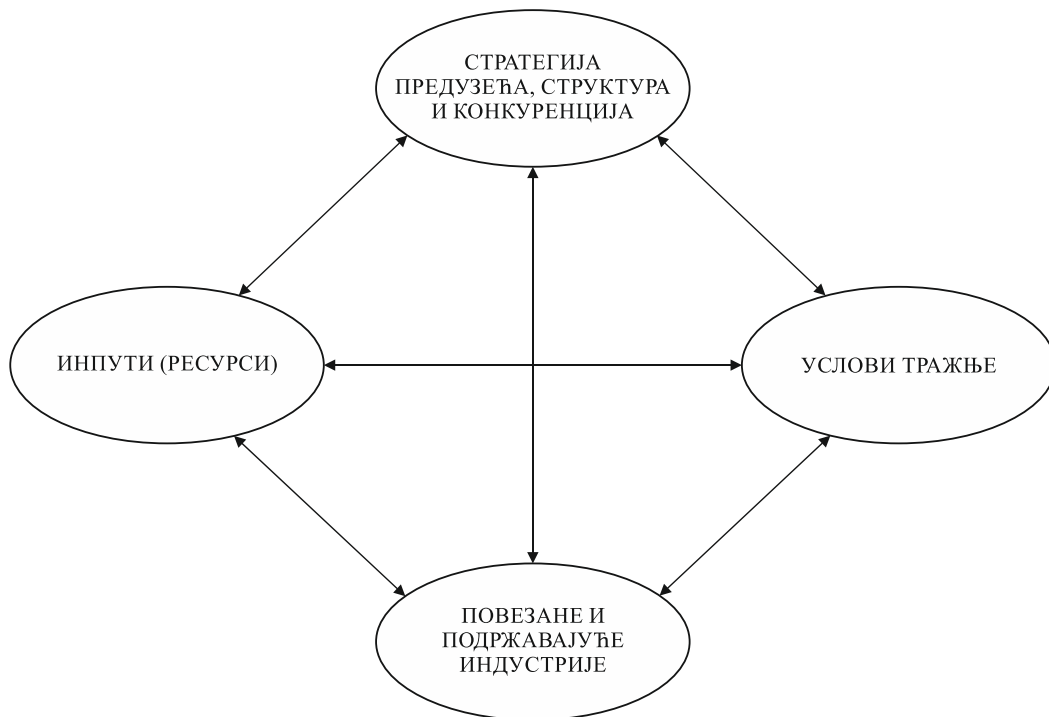 СТРАТЕГИЈА
ПРЕДУЗЕЋА, СТРУКТУРА
И КОНКУРЕНЦИЈА
ИНПУТИ (РЕСУРСИ)
УСЛОВИ ТРАЖЊЕ
ПОВЕЗАНЕ И
ПОДРЖАВАЈУЋЕ
ИНДУСТРИЈЕ